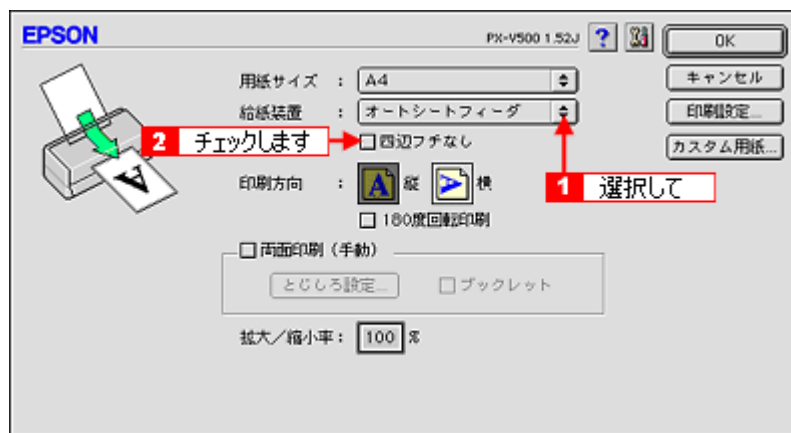 EPSON
PX-V500 1.52J
?
OK
用紙サイズ : A4
キャンセル
給紙装置 : オートシートフィーダ
印刷設定...
2 チェックします
四辺フチなし
カスタム用紙...
印刷方向 : A 縦 A 横
1 選択して
180度回転印刷
両面印刷（手動）
とじしろ設定...
ブックレット
拡大／縮小率： 100 %
A